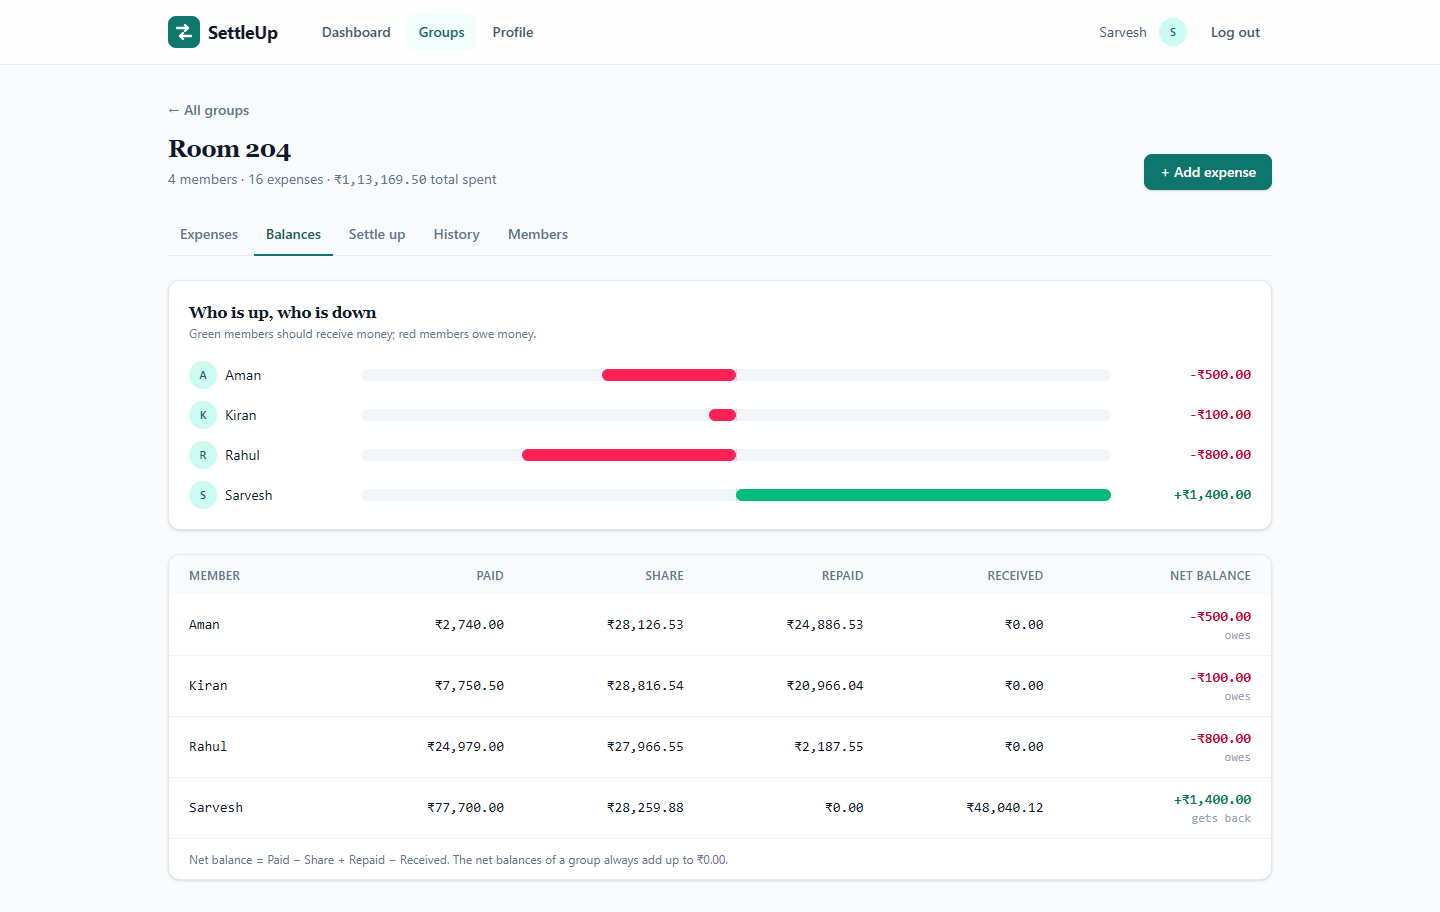 SettleUp Dashboard Groups Profile Sarvesh S Log out
← All groups
Room 204
4 members · 16 expenses · ₹1,13,169.50 total spent
+ Add expense
Expenses Balances Settle up History Members
Who is up, who is down
Green members should receive money; red members owe money.
A Aman -₹500.00
K Kiran -₹100.00
R Rahul -₹800.00
S Sarvesh +₹1,400.00
MEMBER PAID SHARE REPAID RECEIVED NET BALANCE
Aman ₹2,740.00 ₹28,126.53 ₹24,886.53 ₹0.00 -₹500.00
owes
Kiran ₹7,750.50 ₹28,816.54 ₹20,966.04 ₹0.00 -₹100.00
owes
Rahul ₹24,979.00 ₹27,966.55 ₹2,187.55 ₹0.00 -₹800.00
owes
Sarvesh ₹77,700.00 ₹28,259.88 ₹0.00 ₹48,040.12 +₹1,400.00
gets back
Net balance = Paid − Share + Repaid − Received. The net balances of a group always add up to ₹0.00.